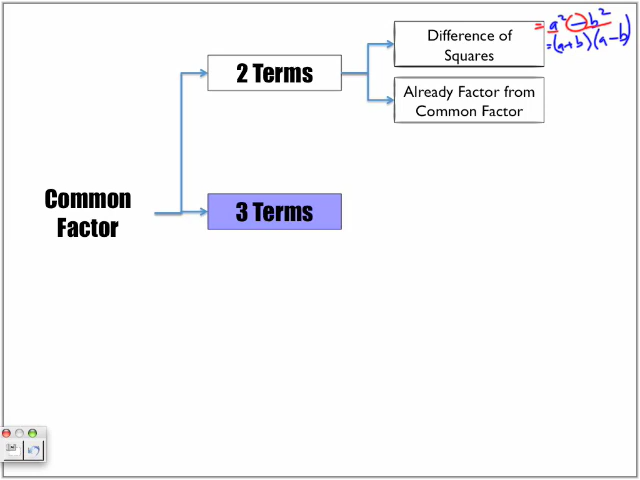 2 Terms
Difference of
Squares
= a² − b²
= (a+b)(a−b)
Already Factor from
Common Factor
Common
Factor
3 Terms